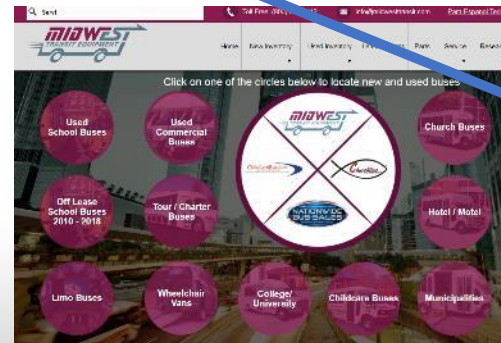 Toll Free
info@midwesttransit.com
MIDWEST
TRANSIT EQUIPMENT
Home
New Inventory
Used Inventory
Parts
Service
Click on one of the circles below to locate new and used buses
Used
School Buses
Used
Commercial
Buses
MIDWEST
Church Buses
Off Lease
School Buses
2010 - 2018
Tour / Charter
Buses
NATIONWIDE
BUS SALES
Hotel / Motel
Limo Buses
Wheelchair
Vans
College/
University
Childcare Buses
Municipalities